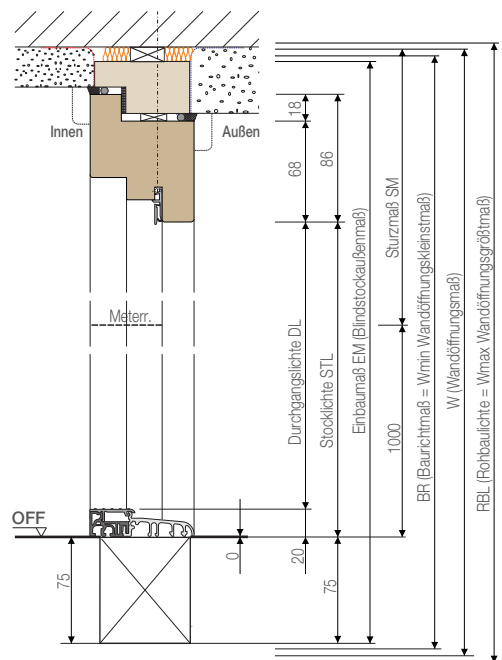 Innen
Außen
18
68
86
Sturzmaß SM
Meterr.
Durchgangslichte DL
Stocklichte STL
Einbaumaß EM (Blindstockaußenmaß)
1000
BR (Baurichtmaß = Wmin Wandöffnungskleinstmaß)
W (Wandöffnungsmaß)
RBL (Rohbaulichte = Wmax Wandöffnungsgrößtmaß)
OFF
75
0
20
75